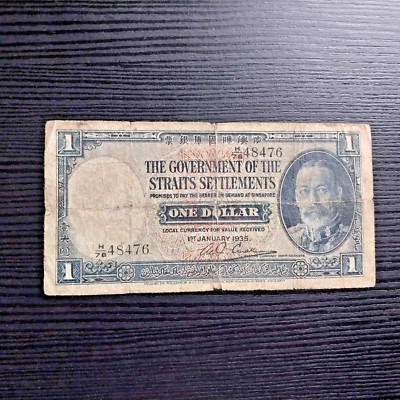 1
1
H/78 48476
THE GOVERNMENT OF THE
STRAITS SETTLEMENTS
PROMISES TO PAY THE BEARER ON DEMAND AT SINGAPORE
ONE DOLLAR
LOCAL CURRENCY FOR VALUE RECEIVED
1ST JANUARY 1935.
H/78 48476
1
1